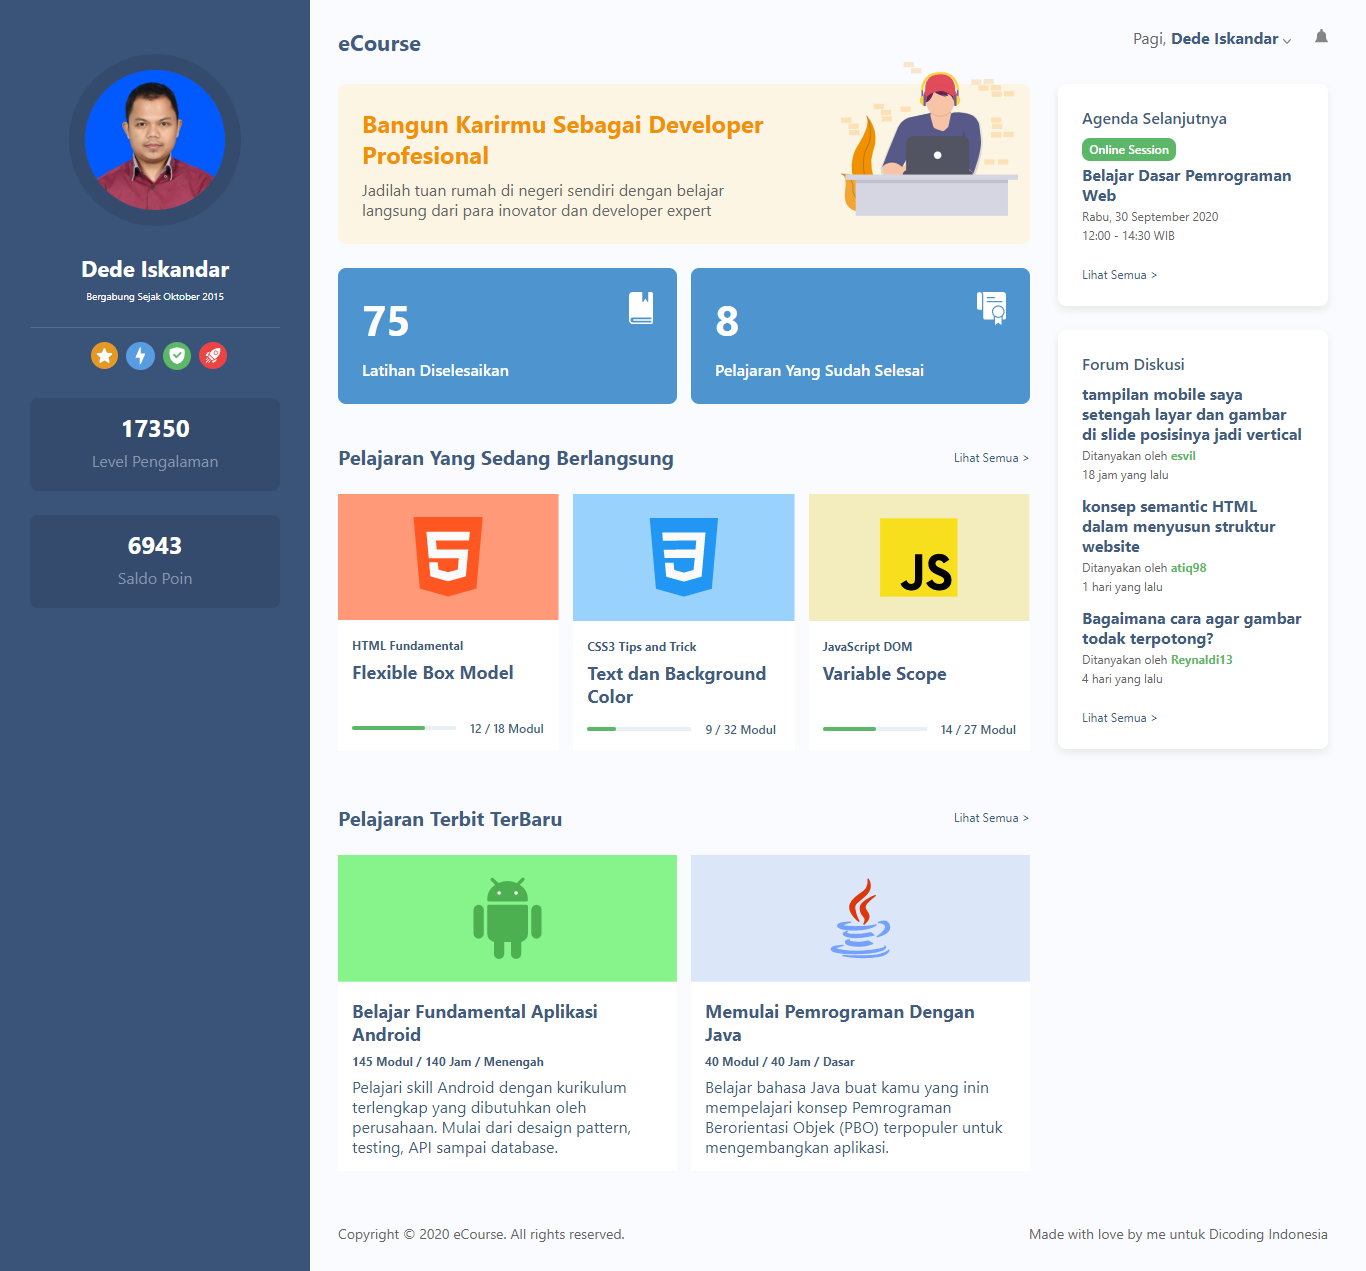 Dede Iskandar
Bergabung Sejak Oktober 2015
17350
Level Pengalaman
6943
Saldo Poin
eCourse
Pagi, Dede Iskandar
Bangun Karirmu Sebagai Developer
Profesional
Jadilah tuan rumah di negeri sendiri dengan belajar
langsung dari para inovator dan developer expert
75
Latihan Diselesaikan
8
Pelajaran Yang Sudah Selesai
Pelajaran Yang Sedang Berlangsung
Lihat Semua >
HTML Fundamental
Flexible Box Model
12 / 18 Modul
CSS3 Tips and Trick
Text dan Background
Color
9 / 32 Modul
JS
JavaScript DOM
Variable Scope
14 / 27 Modul
Pelajaran Terbit TerBaru
Lihat Semua >
Belajar Fundamental Aplikasi
Android
145 Modul / 140 Jam / Menengah
Pelajari skill Android dengan kurikulum
terlengkap yang dibutuhkan oleh
perusahaan. Mulai dari desaign pattern,
testing, API sampai database.
Memulai Pemrograman Dengan
Java
40 Modul / 40 Jam / Dasar
Belajar bahasa Java buat kamu yang inin
mempelajari konsep Pemrograman
Berorientasi Objek (PBO) terpopuler untuk
mengembangkan aplikasi.
Agenda Selanjutnya
Online Session
Belajar Dasar Pemrograman
Web
Rabu, 30 September 2020
12:00 - 14:30 WIB
Lihat Semua >
Forum Diskusi
tampilan mobile saya
setengah layar dan gambar
di slide posisinya jadi vertical
Ditanyakan oleh esvil
18 jam yang lalu
konsep semantic HTML
dalam menyusun struktur
website
Ditanyakan oleh atiq98
1 hari yang lalu
Bagaimana cara agar gambar
todak terpotong?
Ditanyakan oleh Reynaldi13
4 hari yang lalu
Lihat Semua >
Copyright © 2020 eCourse. All rights reserved.
Made with love by me untuk Dicoding Indonesia